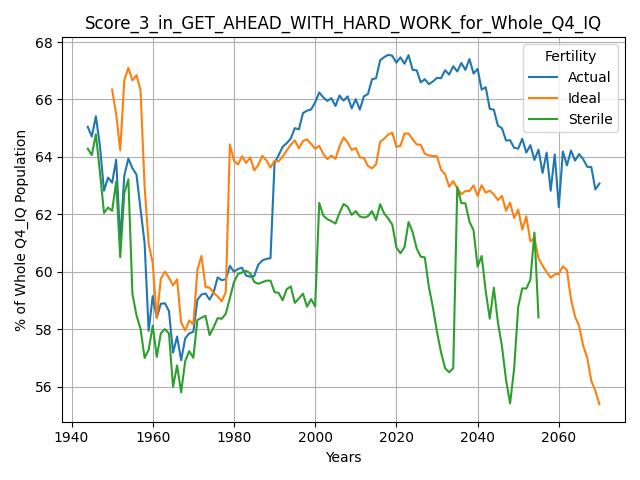 Score_3_in_GET_AHEAD_WITH_HARD_WORK_for_Whole_Q4_IQ
% of Whole Q4_IQ Population
68
66
64
62
60
58
56
Fertility
Actual
Ideal
Sterile
1940 1960 1980 2000 2020 2040 2060
Years